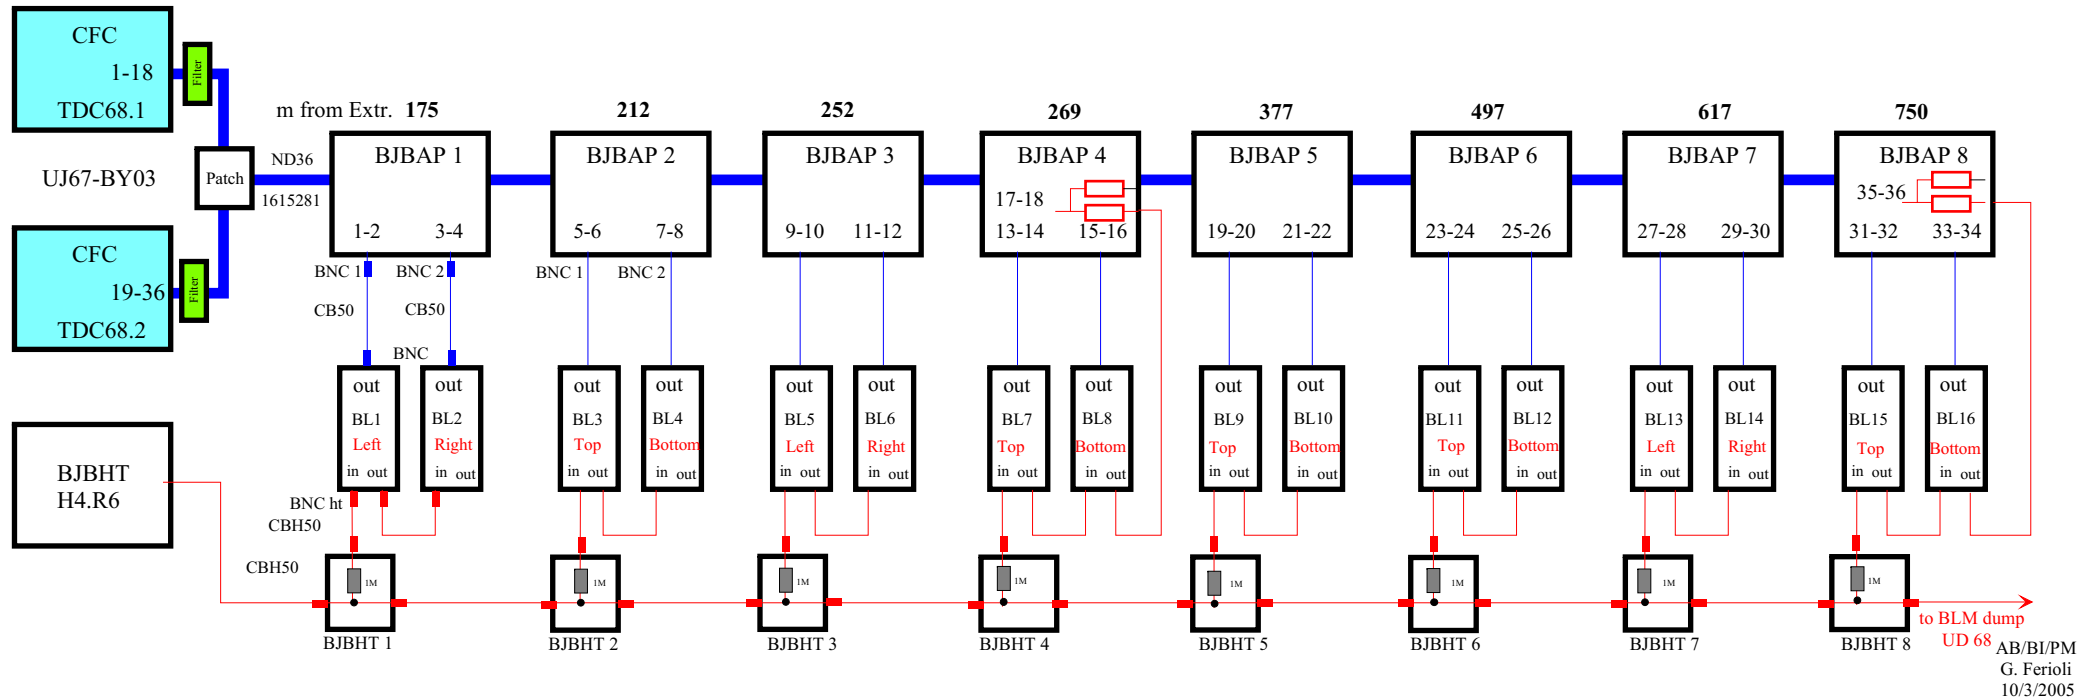 CFC
1-18
TDC68.1
Filter
UJ67-BY03
Patch
CFC
19-36
TDC68.2
Filter
ND36
1615281
m from Extr. 175 212 252 269 377 497 617 750
BJBAP 1
1-2 3-4
BJBAP 2
5-6 7-8
BJBAP 3
9-10 11-12
BJBAP 4
17-18
13-14 15-16
BJBAP 5
19-20 21-22
BJBAP 6
23-24 25-26
BJBAP 7
27-28 29-30
BJBAP 8
35-36
31-32 33-34
BNC 1 BNC 2 BNC 1 BNC 2
CB50 CB50
BNC
out
BL1
Left
in out
out
BL2
Right
in out
out
BL3
Top
in out
out
BL4
Bottom
in out
out
BL5
Left
in out
out
BL6
Right
in out
out
BL7
Top
in out
out
BL8
Bottom
in out
out
BL9
Top
in out
out
BL10
Bottom
in out
out
BL11
Top
in out
out
BL12
Bottom
in out
out
BL13
Left
in out
out
BL14
Right
in out
out
BL15
Top
in out
out
BL16
Bottom
in out
BJBHT
H4.R6
BNC ht
CBH50
CBH50
1M
BJBHT 1
1M
BJBHT 2
1M
BJBHT 3
1M
BJBHT 4
1M
BJBHT 5
1M
BJBHT 6
1M
BJBHT 7
1M
BJBHT 8
to BLM dump
UD 68
AB/BI/PM
G. Ferioli
10/3/2005